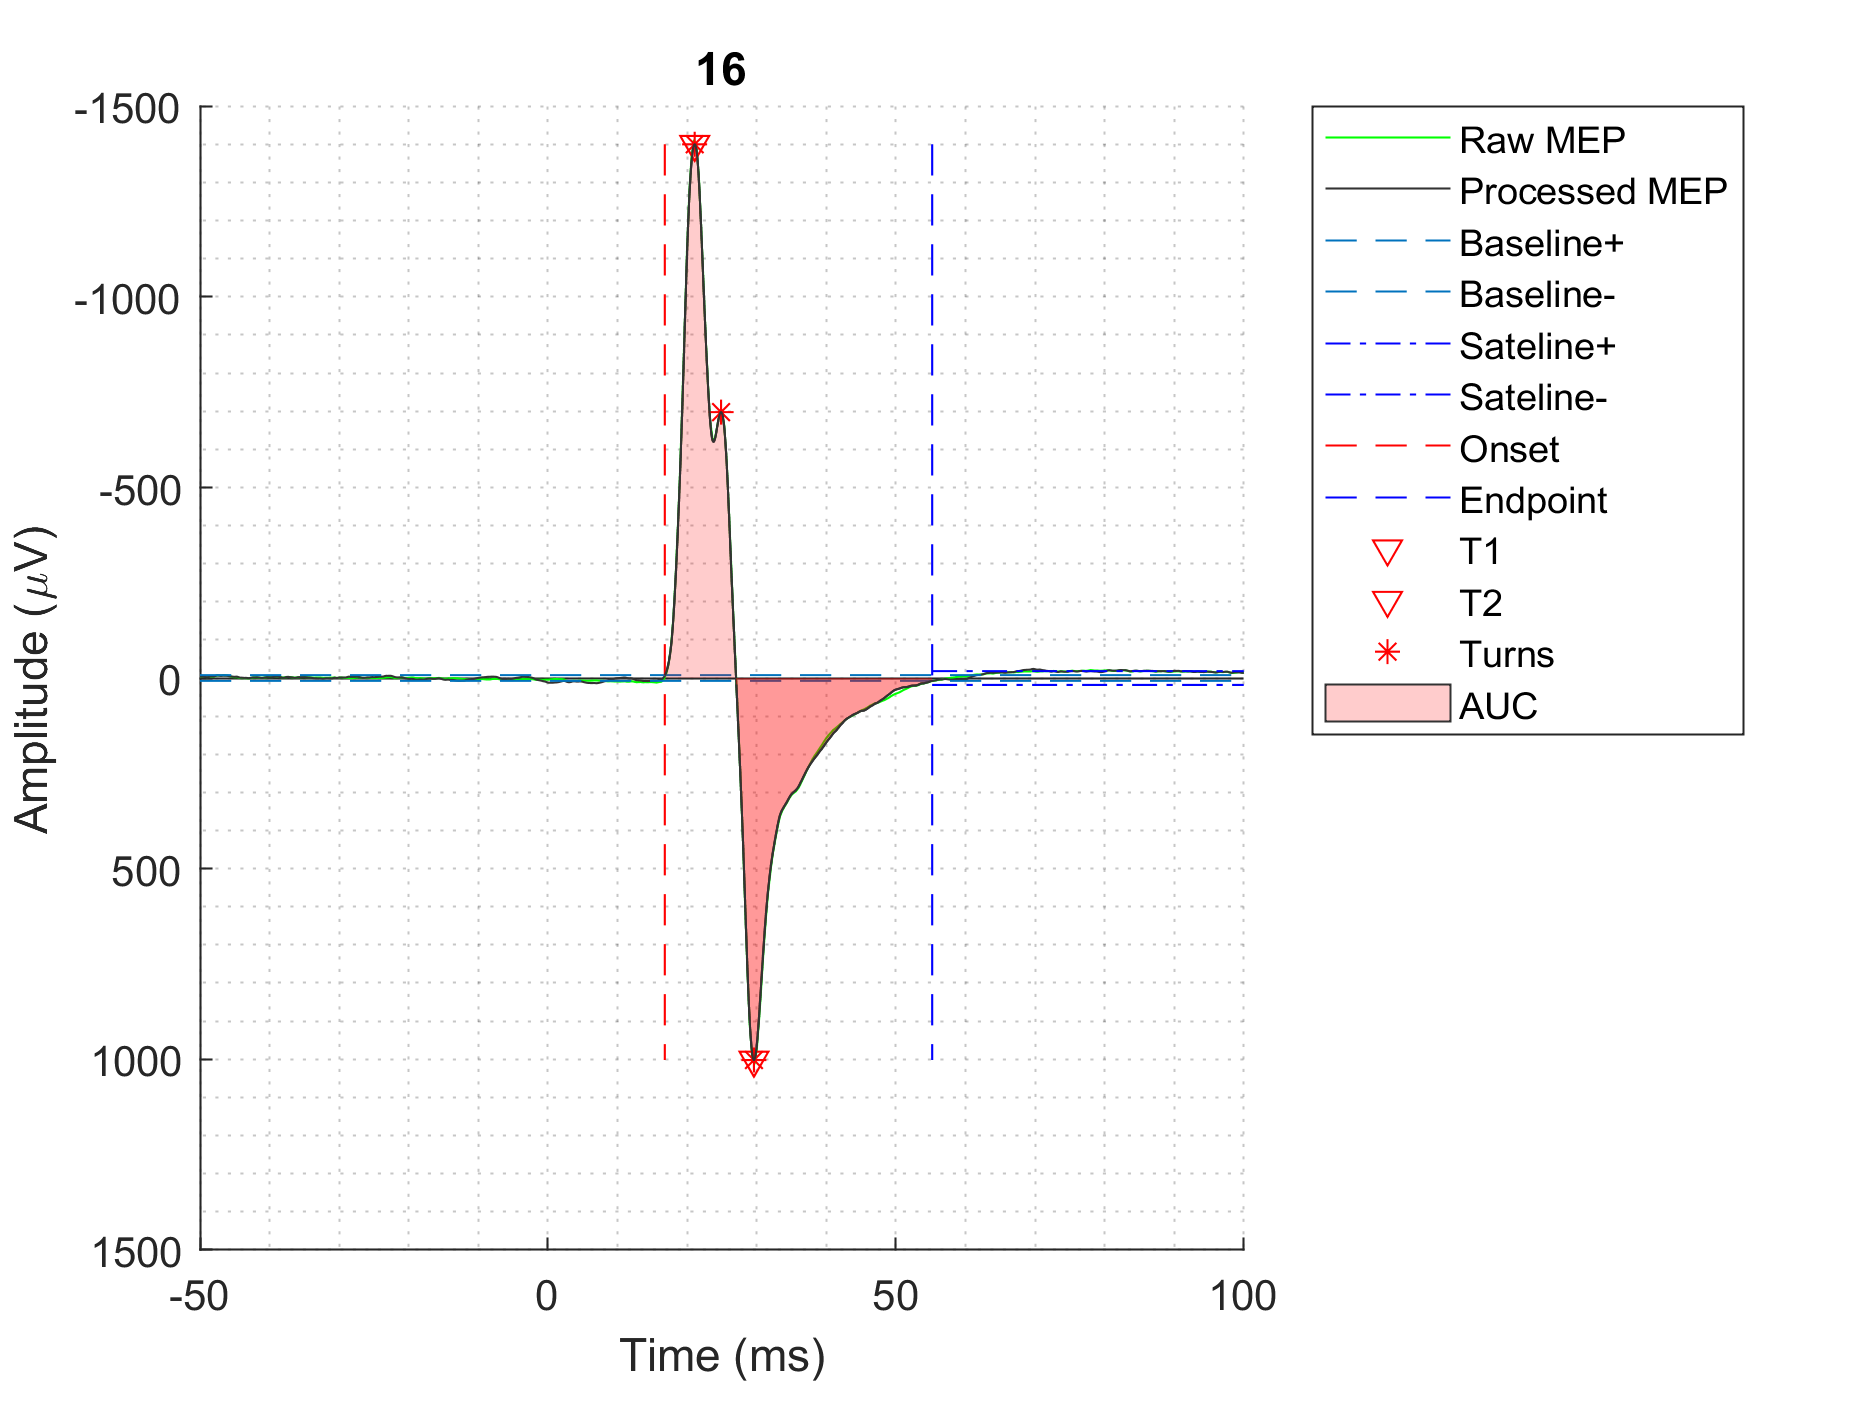 16
-1500
-1000
-500
0
500
1000
1500
-50
0
50
100
Time (ms)
Amplitude (μV)
Raw MEP
Processed MEP
Baseline+
Baseline-
Sateline+
Sateline-
Onset
Endpoint
T1
T2
Turns
AUC